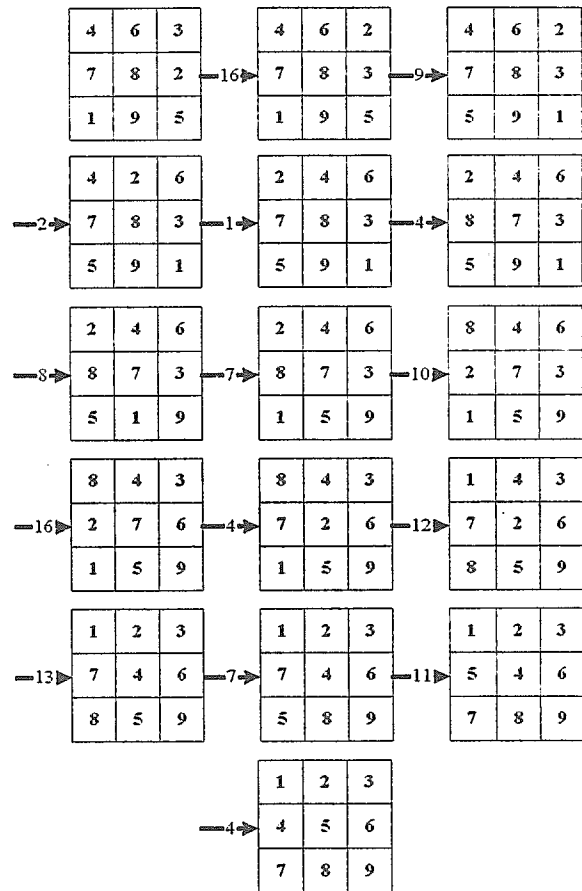 4 6 3 4 6 2 4 6 2
7 8 2 16 7 8 3 9 7 8 3
1 9 5 1 9 5 5 9 1
4 2 6 2 4 6 2 4 6
2 7 8 3 1 7 8 3 4 8 7 3
5 9 1 5 9 1 5 9 1
2 4 6 2 4 6 8 4 6
8 8 7 3 7 8 7 3 10 2 7 3
5 1 9 1 5 9 1 5 9
8 4 3 8 4 3 1 4 3
16 2 7 6 4 7 2 6 12 7 2 6
1 5 9 1 5 9 8 5 9
1 2 3 1 2 3 1 2 3
13 7 4 6 7 7 4 6 11 5 4 6
8 5 9 5 8 9 7 8 9
1 2 3
4 4 5 6
7 8 9